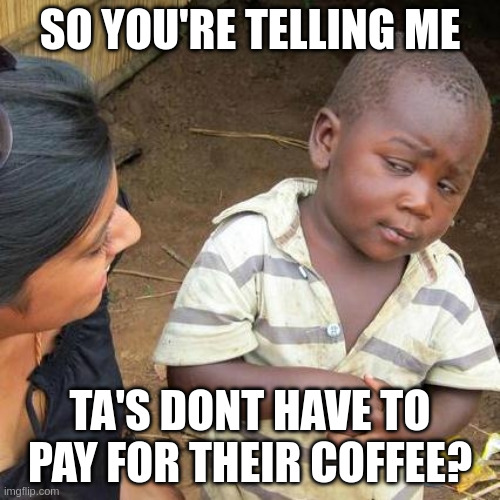 SO YOU'RE TELLING ME
TA'S DONT HAVE TO
PAY FOR THEIR COFFEE?
imgflip.com